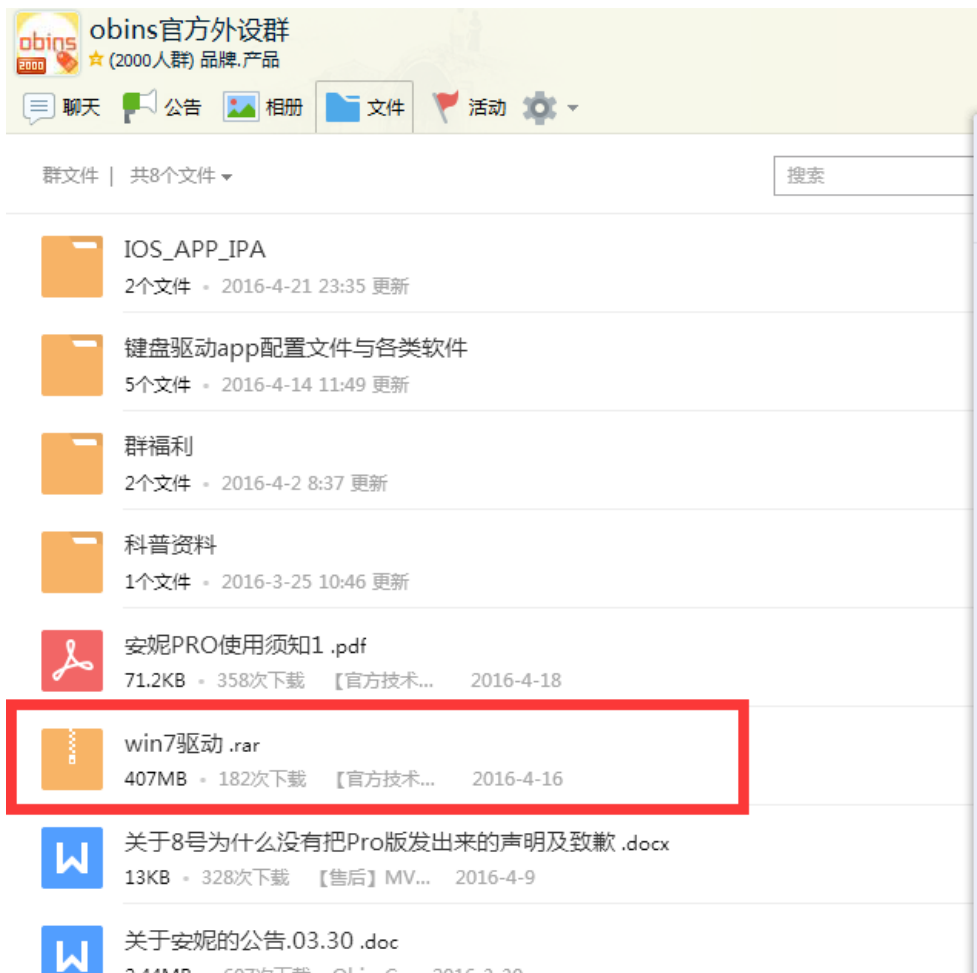 obins
2000
obins官方外设群
(2000人群) 品牌.产品
聊天 公告 相册 文件 活动
群文件 | 共8个文件
搜索
IOS_APP_IPA
2个文件 • 2016-4-21 23:35 更新
键盘驱动app配置文件与各类软件
5个文件 • 2016-4-14 11:49 更新
群福利
2个文件 • 2016-4-2 8:37 更新
科普资料
1个文件 • 2016-3-25 10:46 更新
安妮PRO使用须知1 .pdf
71.2KB • 358次下载 【官方技术... 2016-4-18
win7驱动 .rar
407MB • 182次下载 【官方技术... 2016-4-16
关于8号为什么没有把Pro版发出来的声明及致歉 .docx
13KB • 328次下载 【售后】MV... 2016-4-9
关于安妮的公告.03.30 .doc